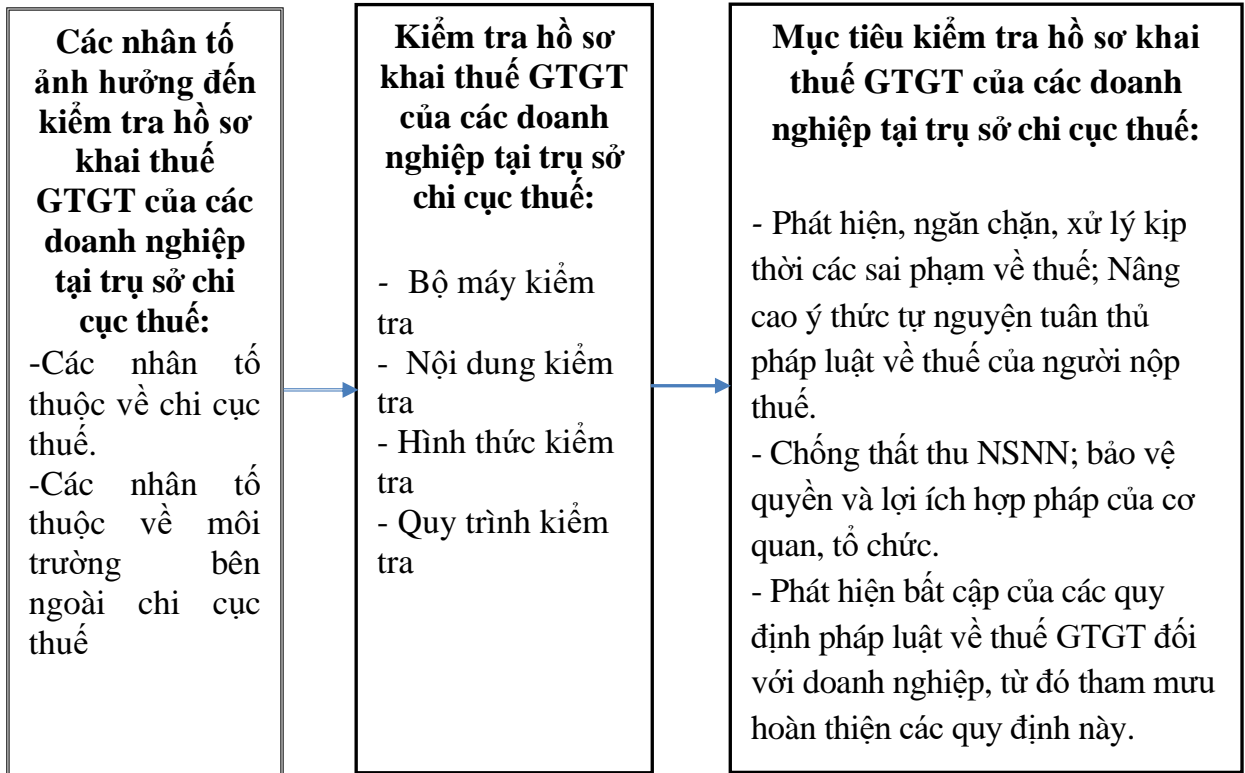 Các nhân tố
ảnh hưởng đến
kiểm tra hồ sơ
khai thuế
GTGT của các
doanh nghiệp
tại trụ sở chi
cục thuế:
-Các nhân tố
thuộc về chi cục
thuế.
-Các nhân tố
thuộc về môi
trường bên
ngoài chi cục
thuế
Kiểm tra hồ sơ
khai thuế GTGT
của các doanh
nghiệp tại trụ sở
chi cục thuế:
- Bộ máy kiểm
tra
- Nội dung kiểm
tra
- Hình thức kiểm
tra
- Quy trình kiểm
tra
Mục tiêu kiểm tra hồ sơ khai
thuế GTGT của các doanh
nghiệp tại trụ sở chi cục thuế:
- Phát hiện, ngăn chặn, xử lý kịp
thời các sai phạm về thuế; Nâng
cao ý thức tự nguyện tuân thủ
pháp luật về thuế của người nộp
thuế.
- Chống thất thu NSNN; bảo vệ
quyền và lợi ích hợp pháp của cơ
quan, tổ chức.
- Phát hiện bất cập của các quy
định pháp luật về thuế GTGT đối
với doanh nghiệp, từ đó tham mưu
hoàn thiện các quy định này.